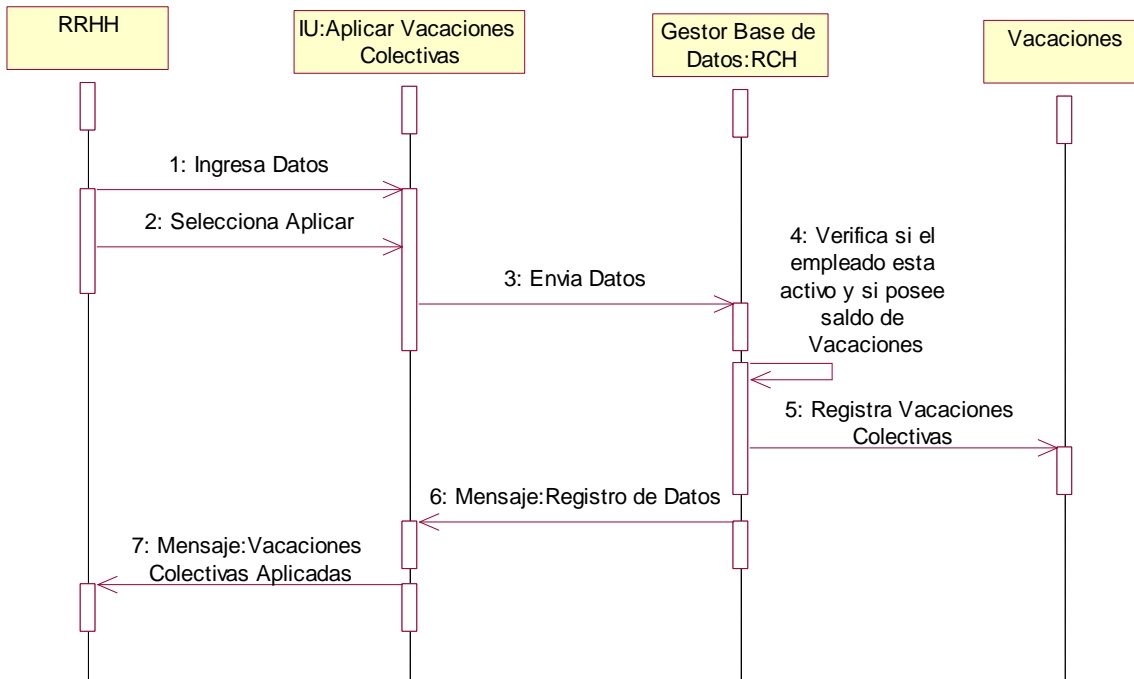 RRHH
IU:Aplicar Vacaciones
Colectivas
Gestor Base de
Datos:RCH
Vacaciones
1: Ingresa Datos
2: Selecciona Aplicar
3: Envia Datos
4: Verifica si el
empleado esta
activo y si posee
saldo de
Vacaciones
5: Registra Vacaciones
Colectivas
6: Mensaje:Registro de Datos
7: Mensaje:Vacaciones
Colectivas Aplicadas